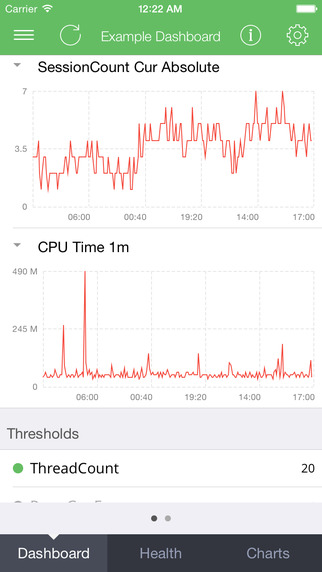 Carrier 12:22 AM
Example Dashboard
SessionCount Cur Absolute
7
3.5
0
06:00 00:40 19:20 14:00 17:00
CPU Time 1m
490 M
245 M
0
06:00 00:40 19:20 14:00 17:00
Thresholds
ThreadCount 20
Dashboard Health Charts